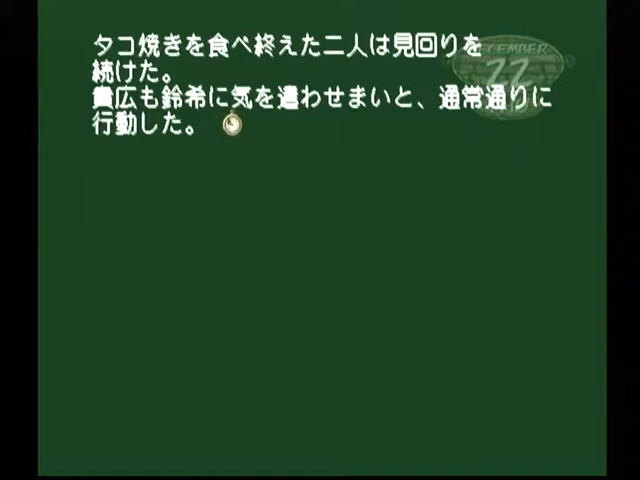 タコ焼きを食べ終えた二人は見回りを
続けた。
貴広も鈴希に気を遣わせまいと、通常通りに
行動した。
DECEMBER
22